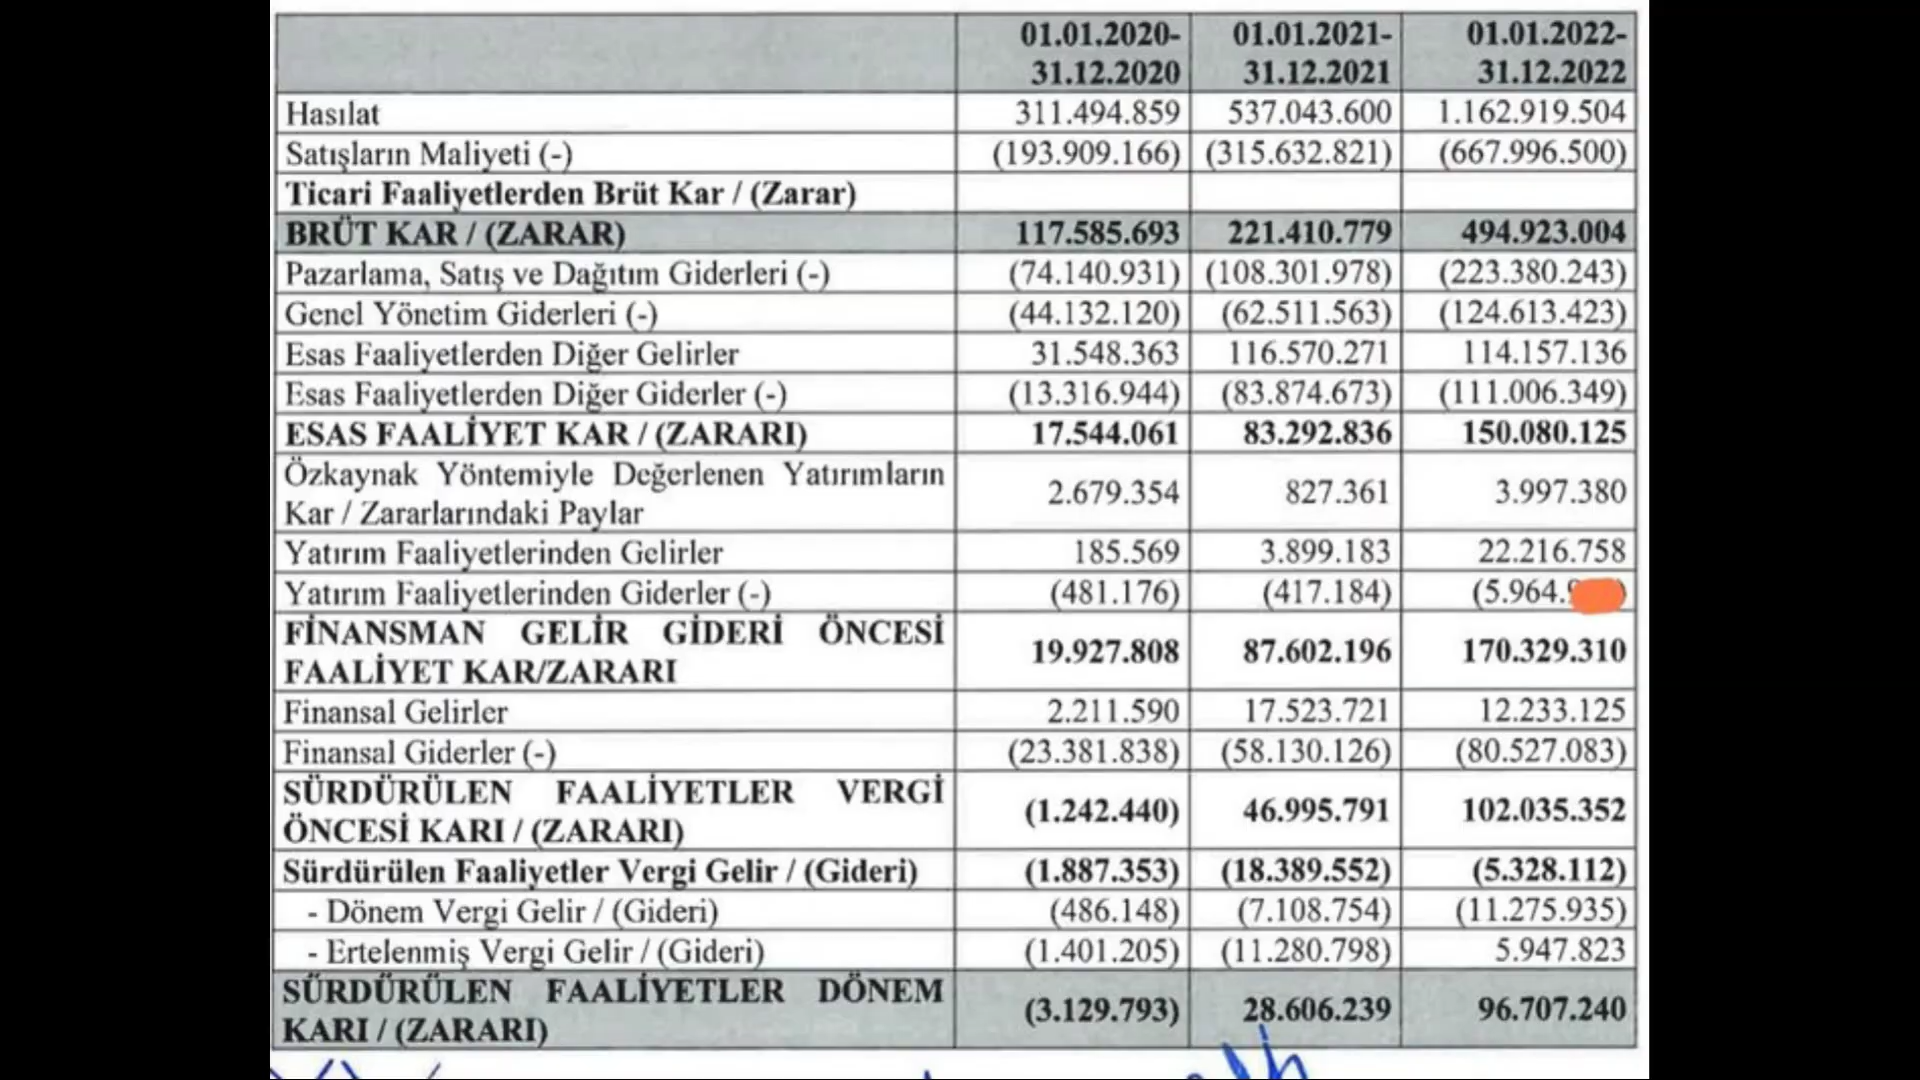 01.01.2020- 01.01.2021- 01.01.2022-
31.12.2020 31.12.2021 31.12.2022
Hasılat 311.494.859 537.043.600 1.162.919.504
Satışların Maliyeti (-) (193.909.166) (315.632.821) (667.996.500)
Ticari Faaliyetlerden Brüt Kar / (Zarar)
BRÜT KAR / (ZARAR) 117.585.693 221.410.779 494.923.004
Pazarlama, Satış ve Dağıtım Giderleri (-) (74.140.931) (108.301.978) (223.380.243)
Genel Yönetim Giderleri (-) (44.132.120) (62.511.563) (124.613.423)
Esas Faaliyetlerden Diğer Gelirler 31.548.363 116.570.271 114.157.136
Esas Faaliyetlerden Diğer Giderler (-) (13.316.944) (83.874.673) (111.006.349)
ESAS FAALİYET KAR / (ZARARI) 17.544.061 83.292.836 150.080.125
Özkaynak Yöntemiyle Değerlenen Yatırımların
Kar / Zararlarındaki Paylar 2.679.354 827.361 3.997.380
Yatırım Faaliyetlerinden Gelirler 185.569 3.899.183 22.216.758
Yatırım Faaliyetlerinden Giderler (-) (481.176) (417.184)
FİNANSMAN GELİR GİDERİ ÖNCESİ
FAALİYET KAR/ZARARI 19.927.808 87.602.196 170.329.310
Finansal Gelirler 2.211.590 17.523.721 12.233.125
Finansal Giderler (-) (23.381.838) (58.130.126) (80.527.083)
SÜRDÜRÜLEN FAALİYETLER VERGİ
ÖNCESİ KARI / (ZARARI) (1.242.440) 46.995.791 102.035.352
Sürdürülen Faaliyetler Vergi Gelir / (Gideri) (1.887.353) (18.389.552) (5.328.112)
- Dönem Vergi Gelir / (Gideri) (486.148) (7.108.754) (11.275.935)
- Ertelenmiş Vergi Gelir / (Gideri) (1.401.205) (11.280.798) 5.947.823
SÜRDÜRÜLEN FAALİYETLER DÖNEM
KARI / (ZARARI) (3.129.793) 28.606.239 96.707.240